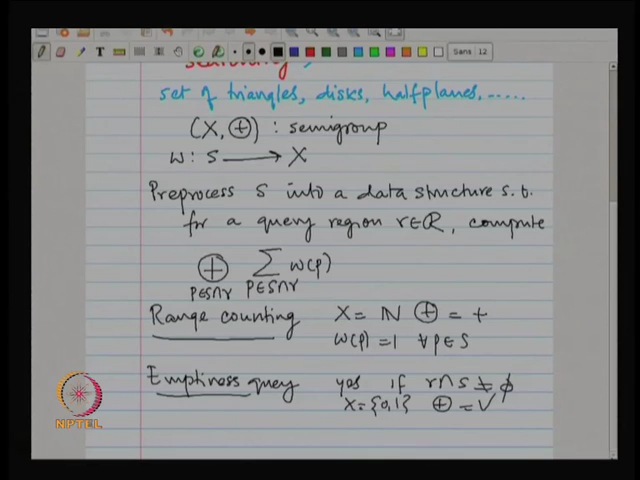 Sans 12
searching
set of triangles, disks, halfplanes, ......
(X, ⊕) : semigroup
W: S ⟶ X
Preprocess S into a data structure s.t.
for a query region r∈R, compute
⊕ p∈S∩r Σ p∈S∩r w(p)
Range counting X = N ⊕ = +
W(p) = 1 ∀p∈S
Emptiness query yes if r∩S ≠ ϕ
X = {0,1} ⊕ = V
NPTEL